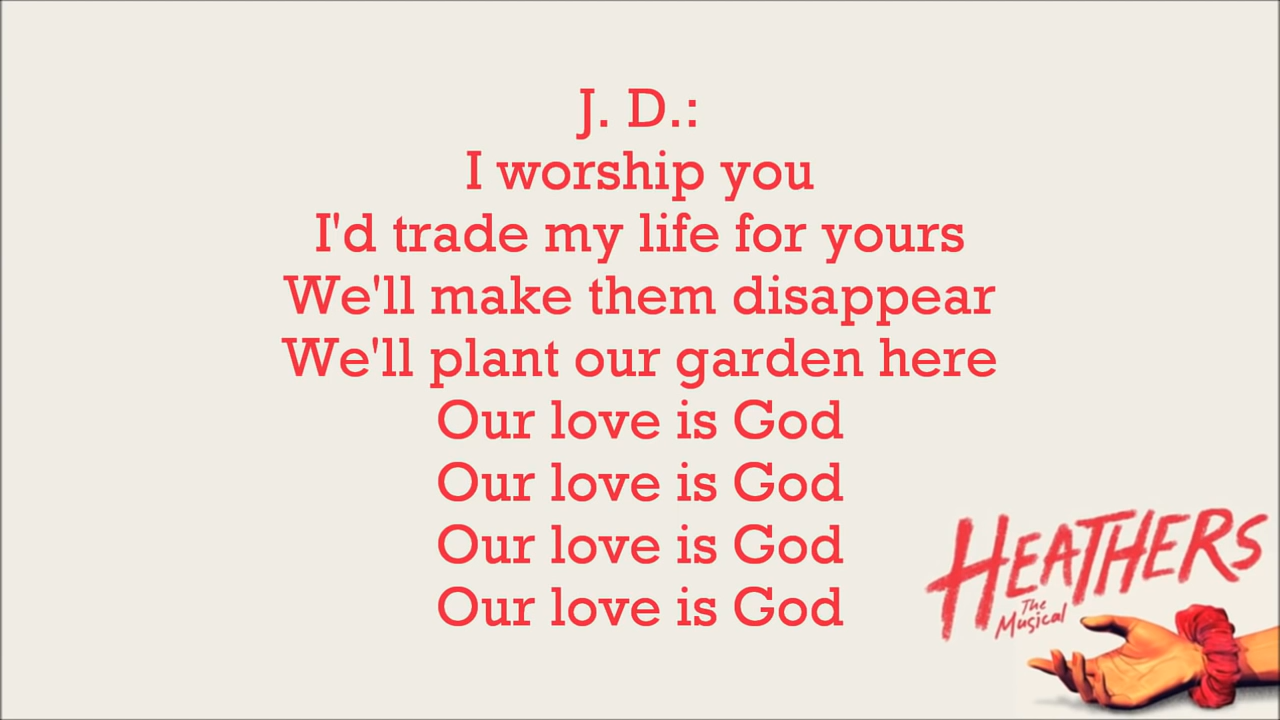 J. D.:
I worship you
I'd trade my life for yours
We'll make them disappear
We'll plant our garden here
Our love is God
Our love is God
Our love is God
Our love is God
HEATHERS
The
Musical